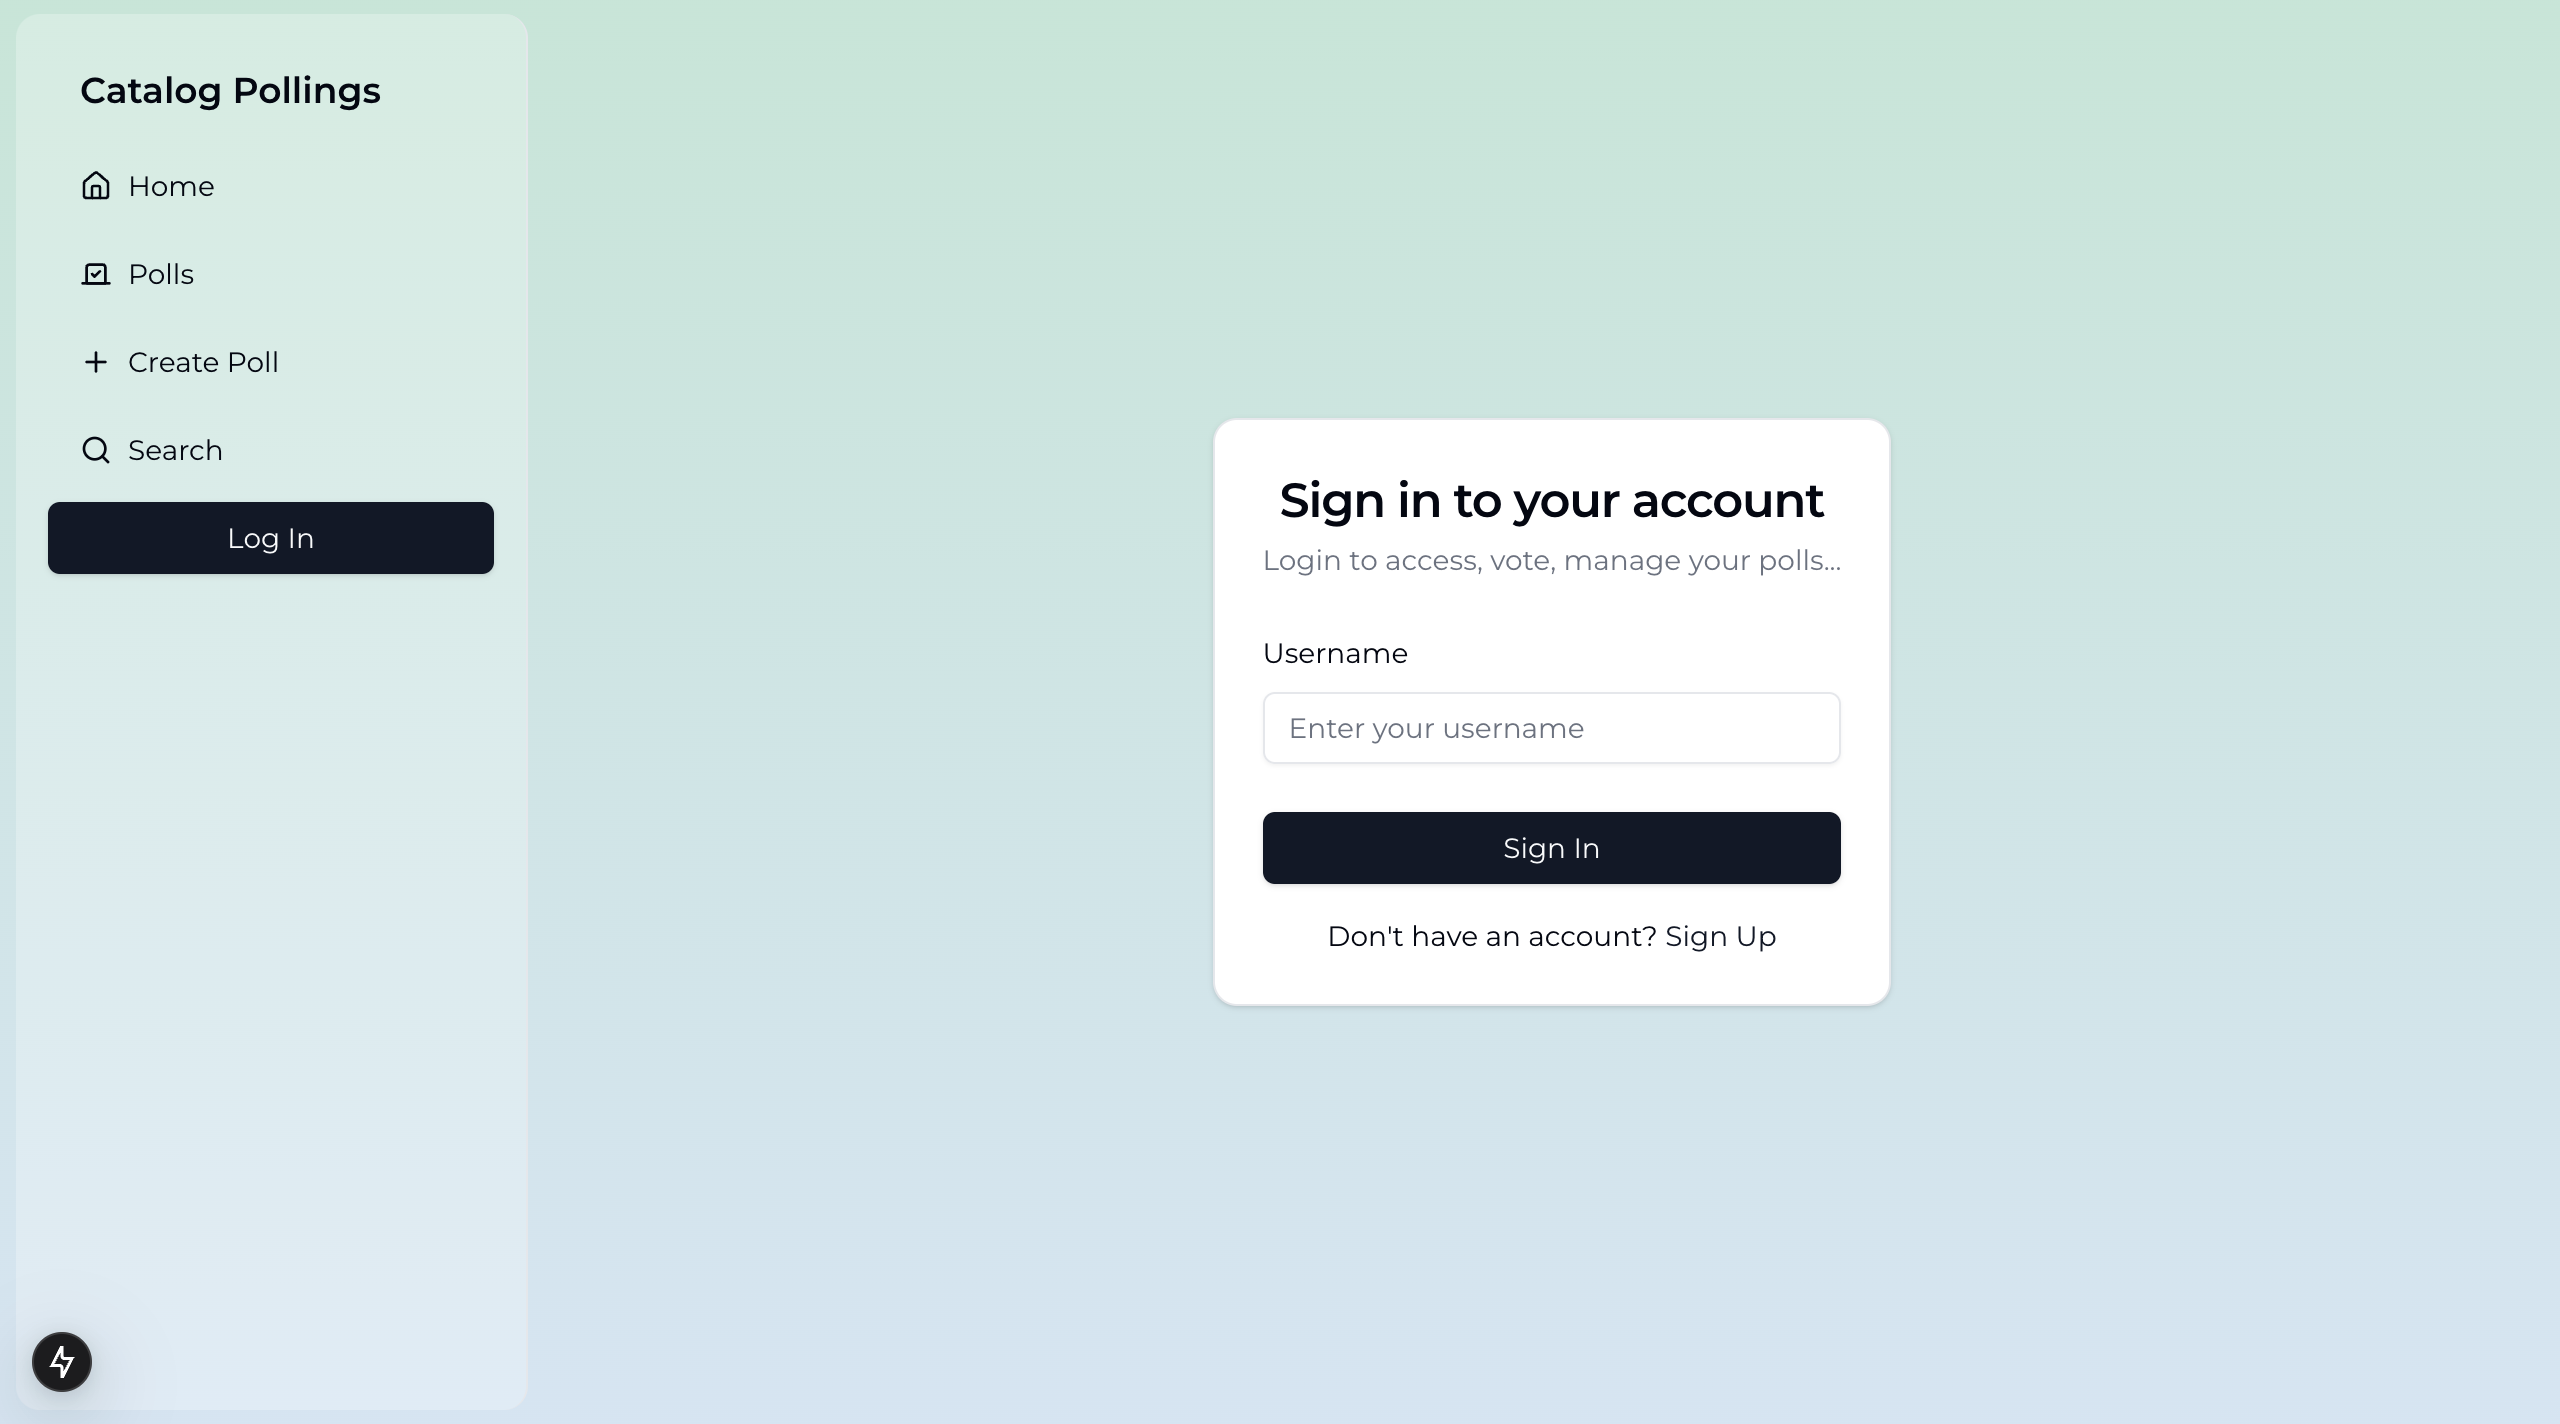 Catalog Pollings
Home
Polls
Create Poll
Search
Log In
Sign in to your account
Login to access, vote, manage your polls...
Username
Enter your username
Sign In
Don't have an account? Sign Up